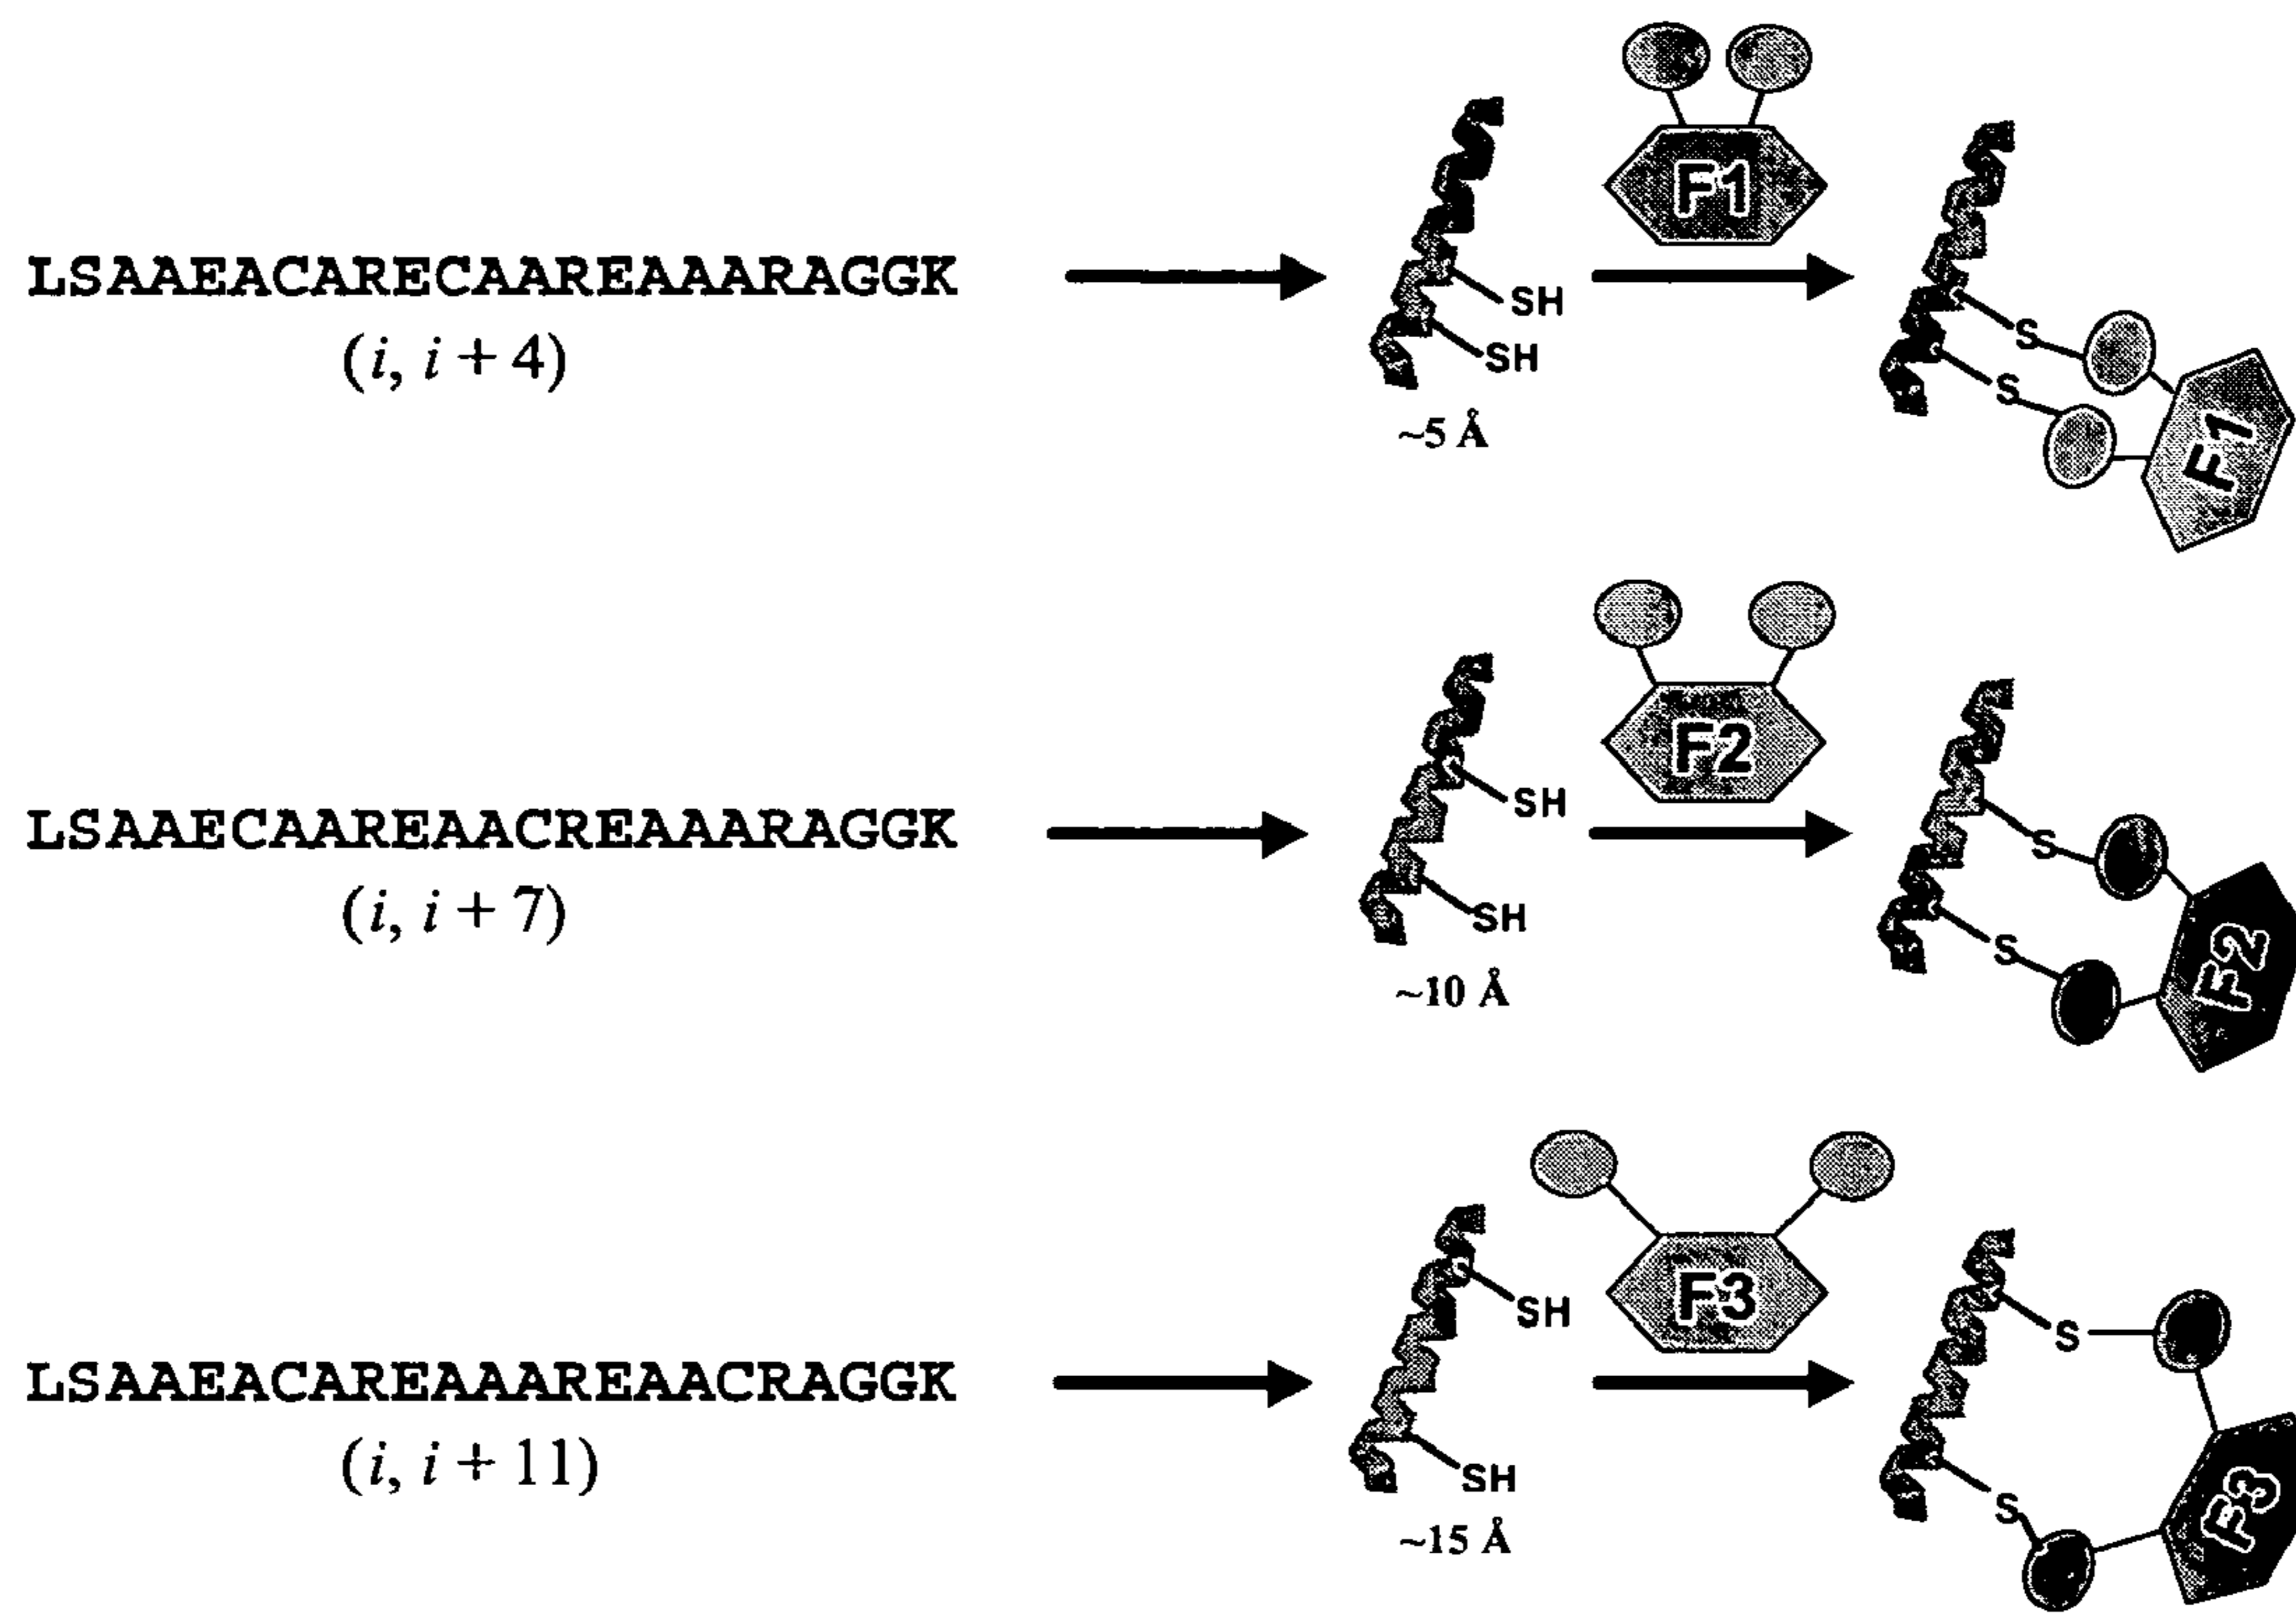 F1
LSAAEACARECAAREAAARAGGK
SH
S
(i, i + 4)
SH
S
~5 Å
F1
F2
LSAAECAAREAACREAAARAGGK
SH
S
(i, i + 7)
SH
S
~10 Å
F2
F3
LSAAEACAREAAAREAACRAGGK
SH
S
(i, i + 11)
SH
S
~15 Å
F3